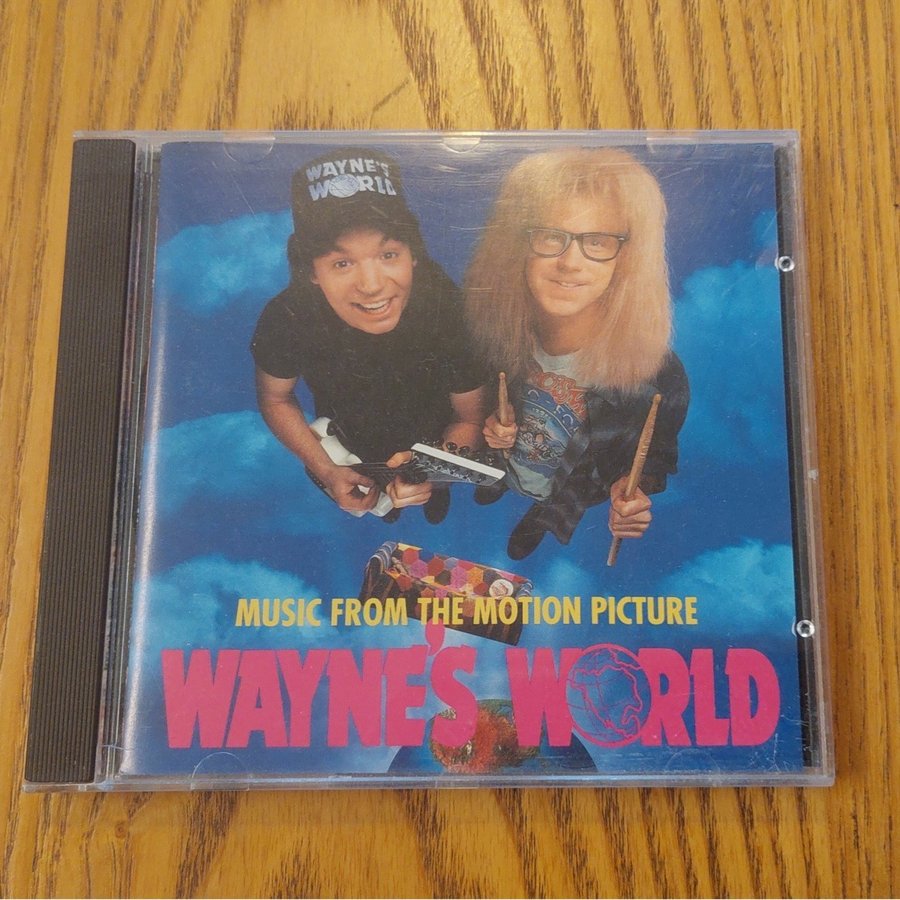 WAYNE'S
WORLD
MUSIC FROM THE MOTION PICTURE
WAYNE'S WORLD